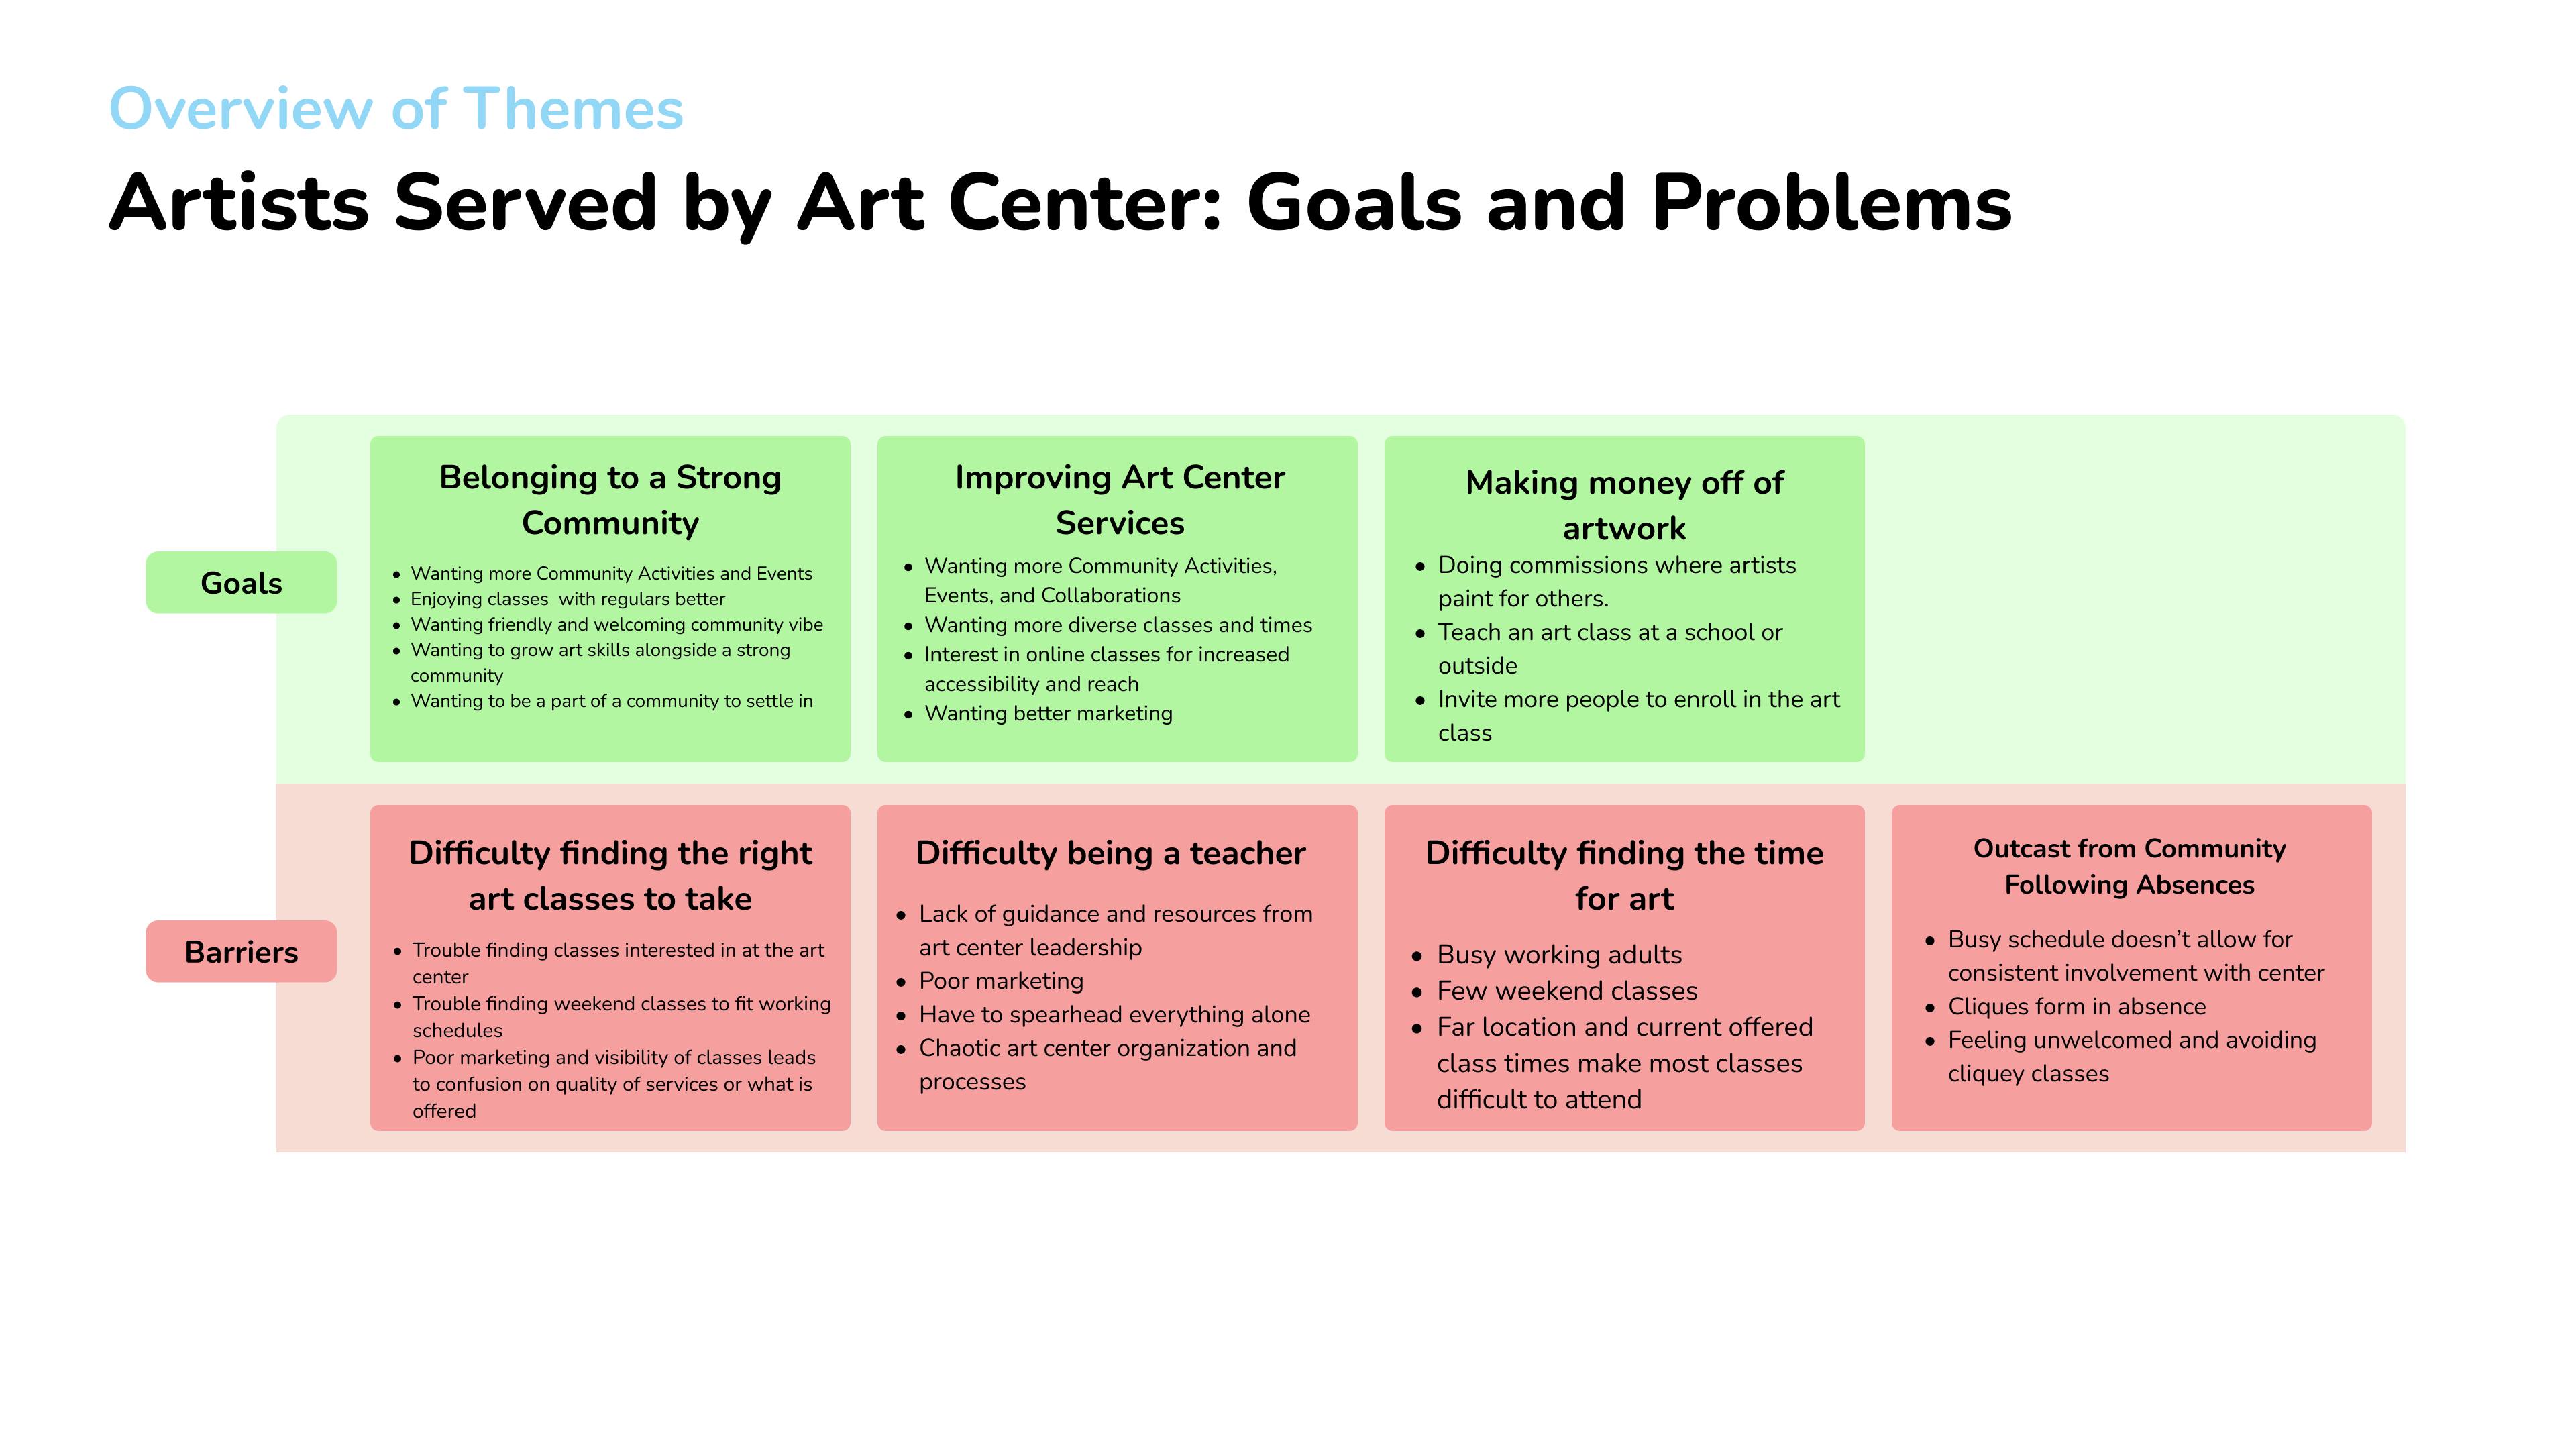 Overview of Themes
Artists Served by Art Center: Goals and Problems
Goals
Belonging to a Strong
Community
• Wanting more Community Activities and Events
• Enjoying classes  with regulars better
• Wanting friendly and welcoming community vibe
• Wanting to grow art skills alongside a strong
community
• Wanting to be a part of a community to settle in
Improving Art Center
Services
• Wanting more Community Activities,
Events, and Collaborations
• Wanting more diverse classes and times
• Interest in online classes for increased
accessibility and reach
• Wanting better marketing
Making money off of
artwork
• Doing commissions where artists
paint for others.
• Teach an art class at a school or
outside
• Invite more people to enroll in the art
class
Barriers
Difficulty finding the right
art classes to take
• Trouble finding classes interested in at the art
center
• Trouble finding weekend classes to fit working
schedules
• Poor marketing and visibility of classes leads
to confusion on quality of services or what is
offered
Difficulty being a teacher
• Lack of guidance and resources from
art center leadership
• Poor marketing
• Have to spearhead everything alone
• Chaotic art center organization and
processes
Difficulty finding the time
for art
• Busy working adults
• Few weekend classes
• Far location and current offered
class times make most classes
difficult to attend
Outcast from Community
Following Absences
• Busy schedule doesn’t allow for
consistent involvement with center
• Cliques form in absence
• Feeling unwelcomed and avoiding
cliquey classes